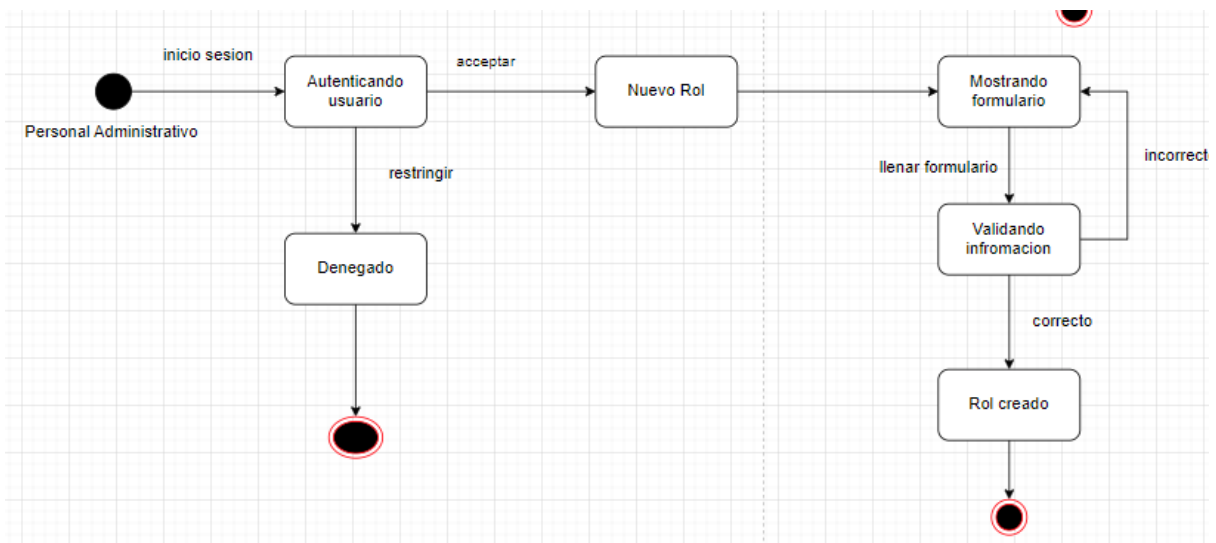 inicio sesion
acceptar
Autenticando
usuario
Nuevo Rol
Mostrando
formulario
Personal Administrativo
restringir
llenar formulario
incorrect
Validando
infromacion
Denegado
correcto
Rol creado